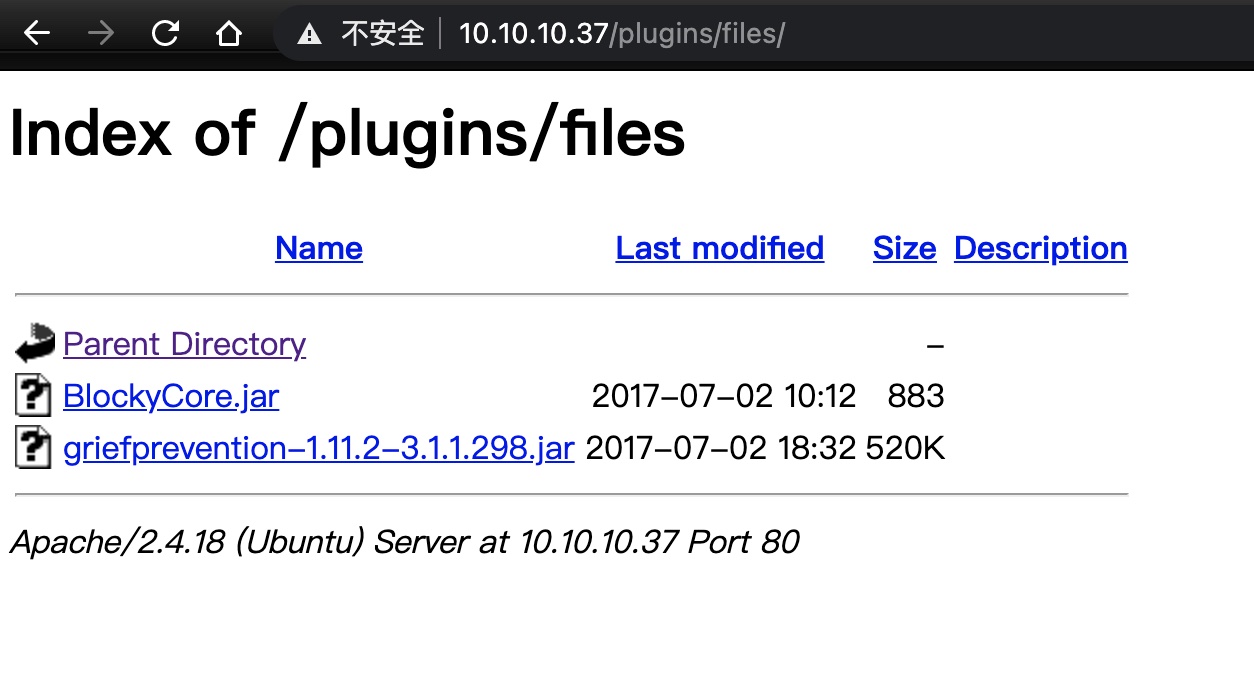 不安全 10.10.10.37/plugins/files/
Index of /plugins/files
Name Last modified Size Description
Parent Directory –
BlockyCore.jar 2017–07–02 10:12 883
griefprevention–1.11.2–3.1.1.298.jar 2017–07–02 18:32 520K
Apache/2.4.18 (Ubuntu) Server at 10.10.10.37 Port 80